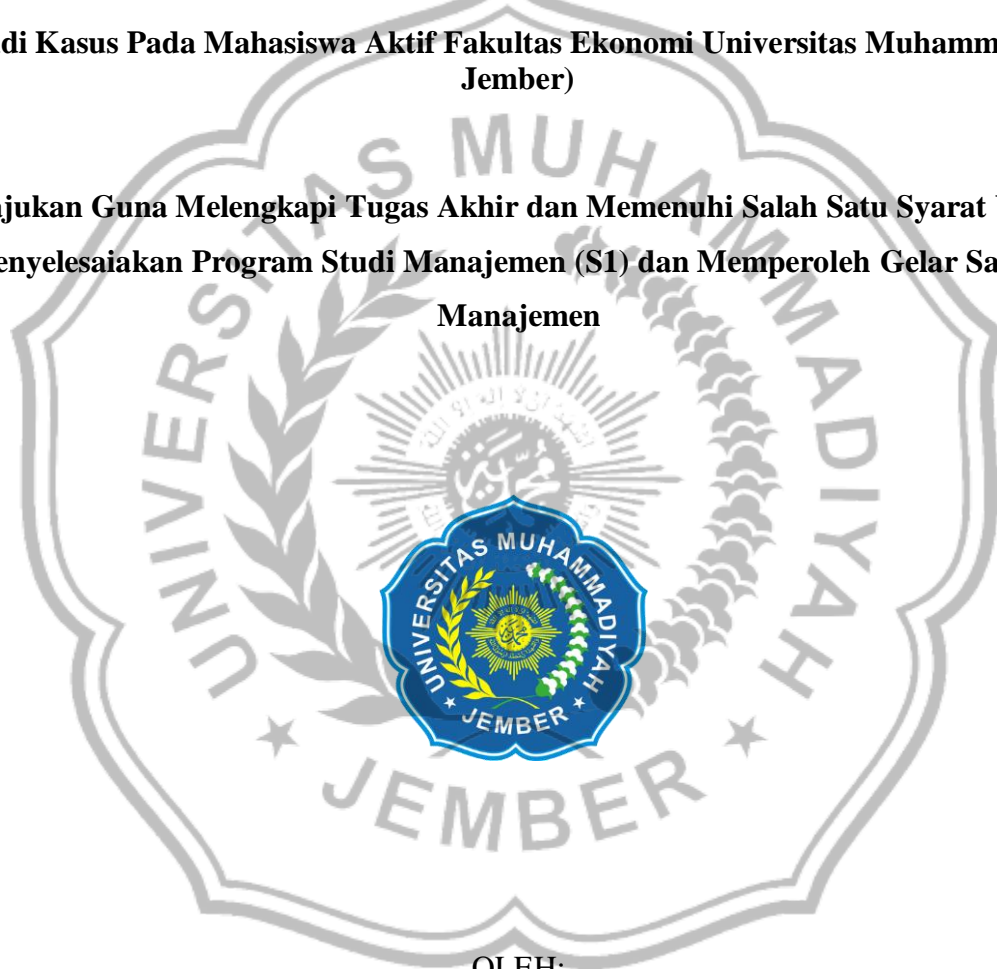 di Kasus Pada Mahasiswa Aktif Fakultas Ekonomi Universitas Muhamm
Jember)
jukan Guna Melengkapi Tugas Akhir dan Memenuhi Salah Satu Syarat
enyelesaiakan Program Studi Manajemen (S1) dan Memperoleh Gelar Sa
Manajemen
UNIVERSITAS MUHAMMADIYAH
JEMBER
UNIVERSITAS MUHAMMADIYAH
JEMBER
OLEH: